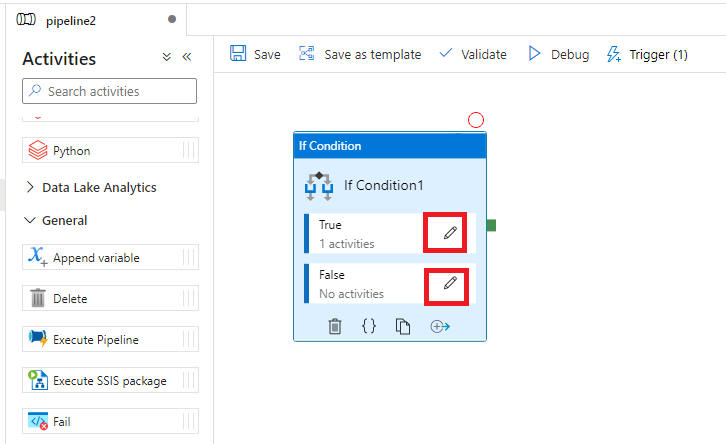 pipeline2
Activities
Search activities
Python
Data Lake Analytics
General
Append variable
Delete
Execute Pipeline
Execute SSIS package
Fail
Save
Save as template
Validate
Debug
Trigger (1)
If Condition
If Condition1
True
1 activities
False
No activities